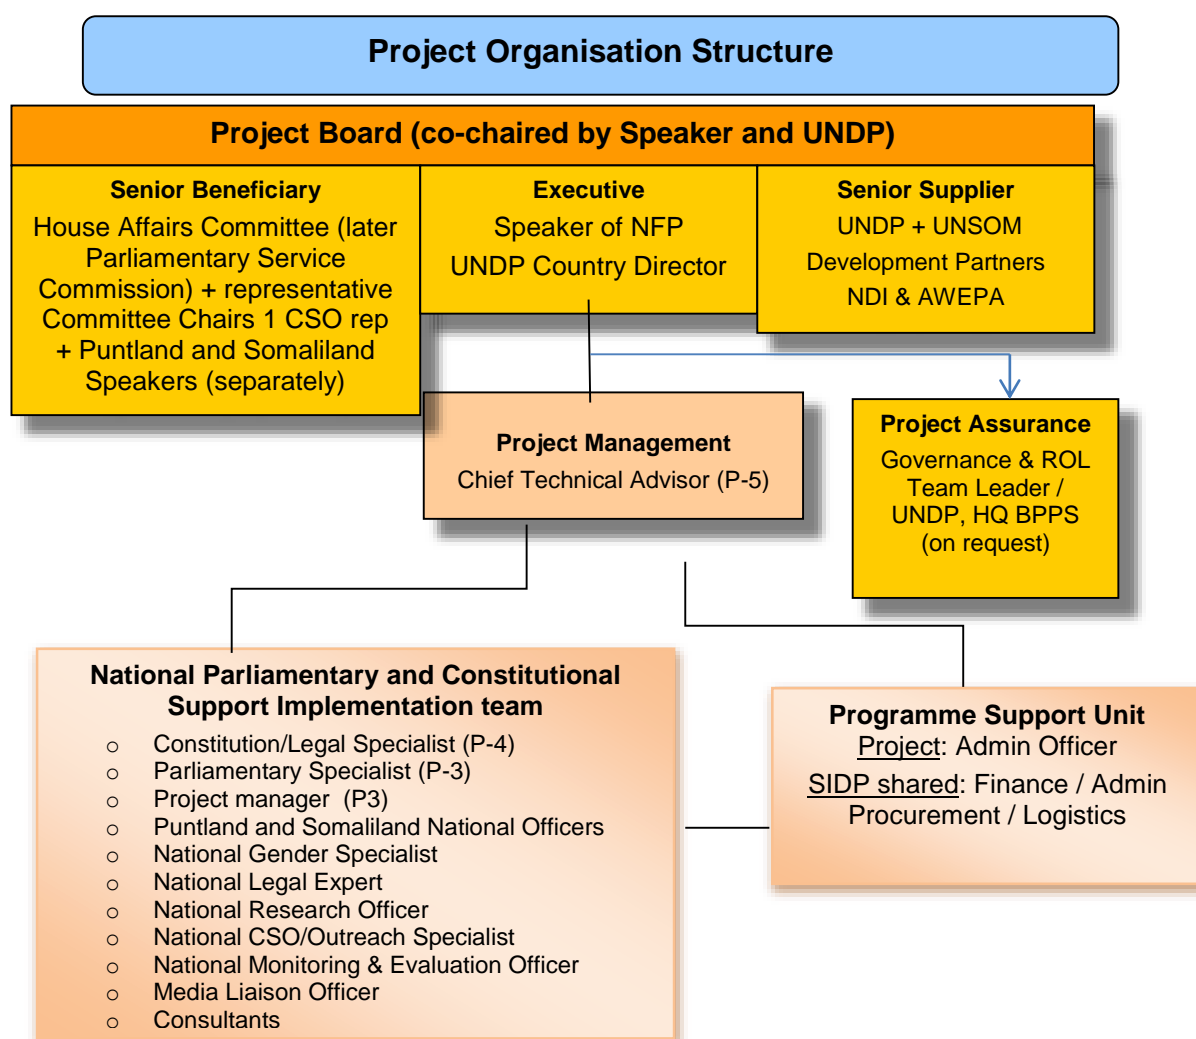 Project Organisation Structure
Project Board (co-chaired by Speaker and UNDP)
Senior Beneficiary
House Affairs Committee (later
Parliamentary Service
Commission) + representative
Committee Chairs 1 CSO rep
+ Puntland and Somaliland
Speakers (separately)
Executive
Speaker of NFP
UNDP Country Director
Senior Supplier
UNDP + UNSOM
Development Partners
NDI & AWEPA
Project Management
Chief Technical Advisor (P-5)
Project Assurance
Governance & ROL
Team Leader /
UNDP, HQ BPPS
(on request)
National Parliamentary and Constitutional
Support Implementation team
o Constitution/Legal Specialist (P-4)
o Parliamentary Specialist (P-3)
o Project manager (P3)
o Puntland and Somaliland National Officers
o National Gender Specialist
o National Legal Expert
o National Research Officer
o National CSO/Outreach Specialist
o National Monitoring & Evaluation Officer
o Media Liaison Officer
o Consultants
Programme Support Unit
Project: Admin Officer
SIDP shared: Finance / Admin
Procurement / Logistics